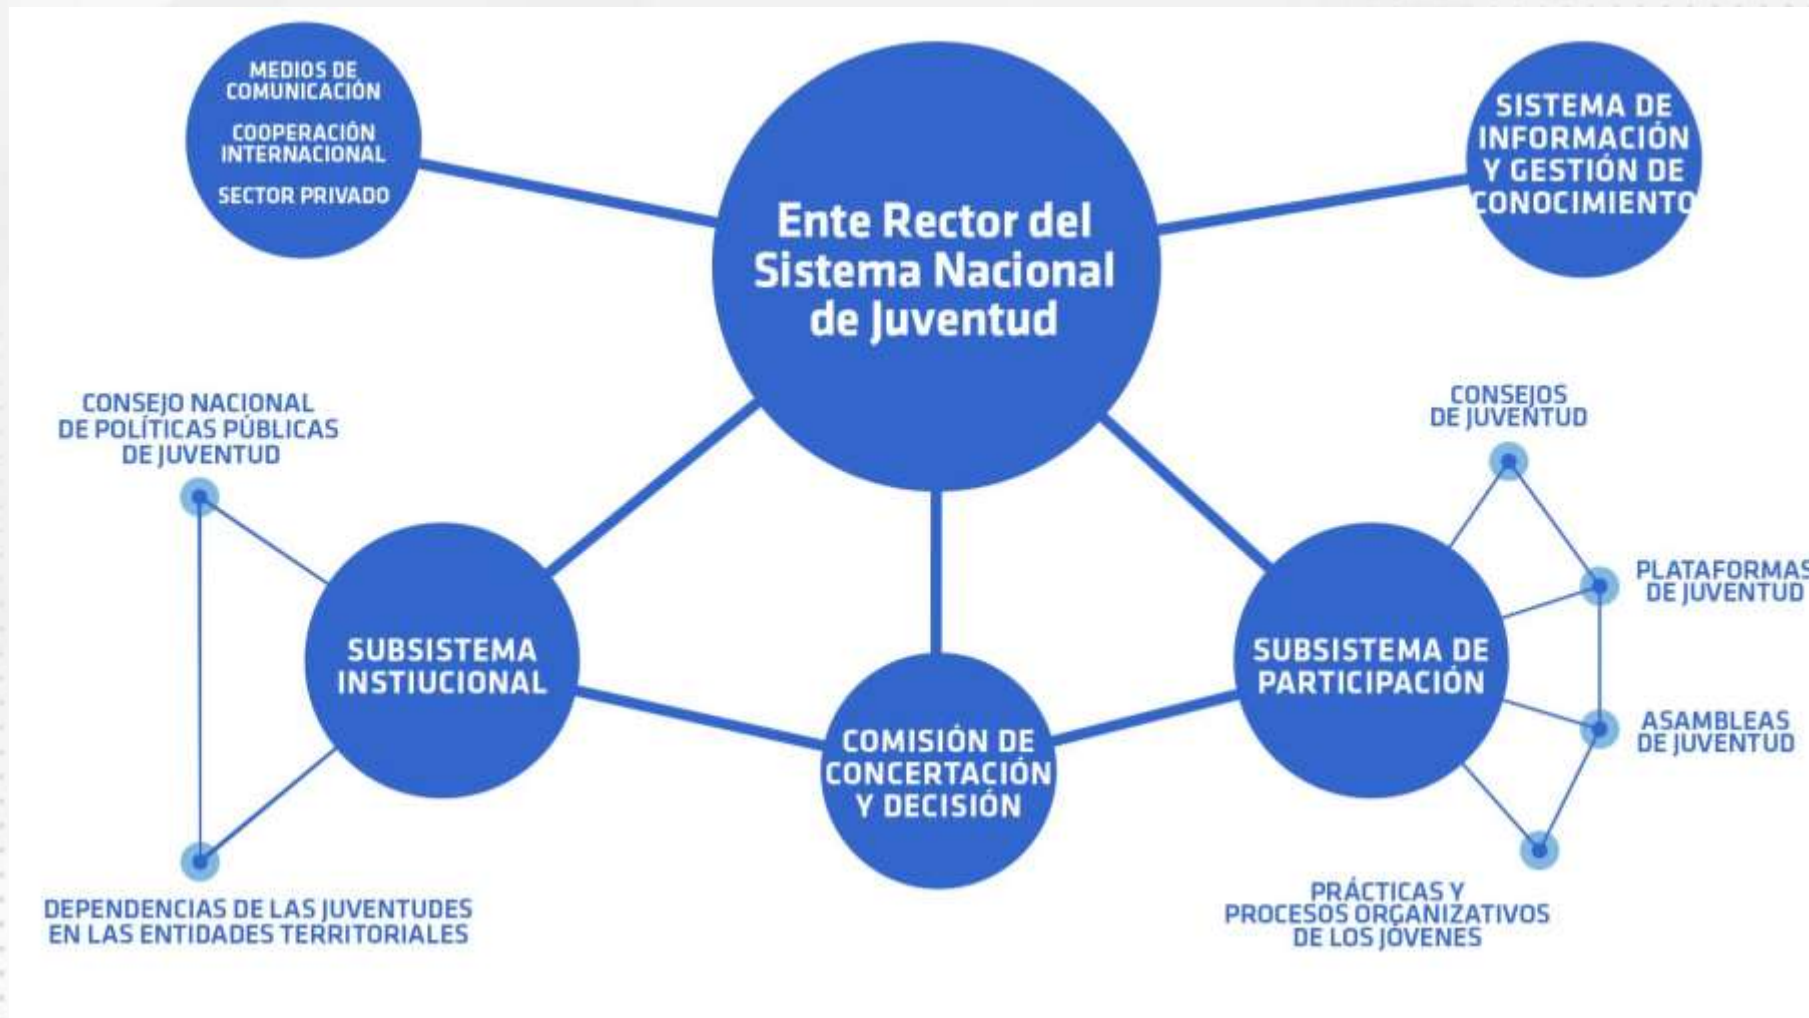 MEDIOS DE
COMUNICACIÓN
COOPERACIÓN
INTERNACIONAL
SECTOR PRIVADO
Ente Rector del
Sistema Nacional
de Juventud
SISTEMA DE
INFORMACIÓN
Y GESTIÓN DE
CONOCIMIENTO
CONSEJO NACIONAL
DE POLÍTICAS PÚBLICAS
DE JUVENTUD
CONSEJOS
DE JUVENTUD
PLATAFORMAS
DE JUVENTUD
SUBSISTEMA
INSTIUCIONAL
SUBSISTEMA DE
PARTICIPACIÓN
COMISIÓN DE
CONCERTACIÓN
Y DECISIÓN
ASAMBLEAS
DE JUVENTUD
DEPENDENCIAS DE LAS JUVENTUDES
EN LAS ENTIDADES TERRITORIALES
PRÁCTICAS Y
PROCESOS ORGANIZATIVOS
DE LOS JÓVENES